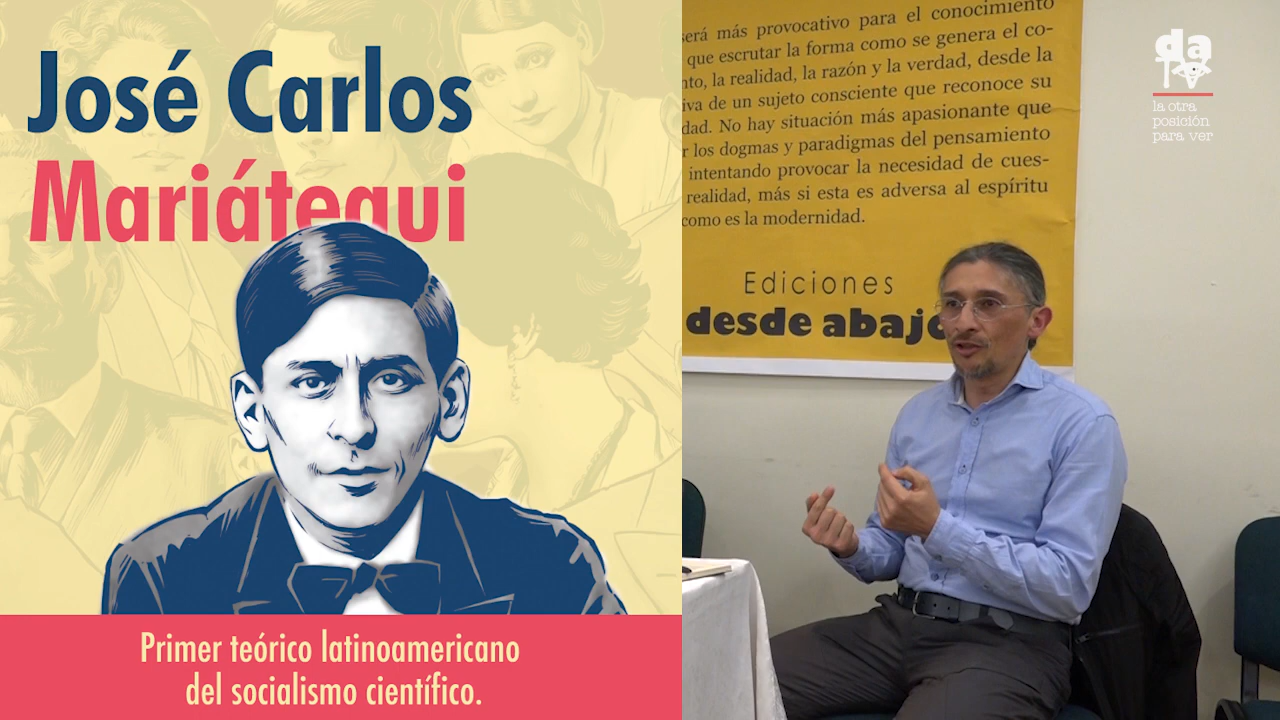 José Carlos
Mariátegui
Primer teórico latinoamericano
del socialismo científico.
será más provocativo para el conocimiento
que escrutar la forma como se genera el co-
nto, la realidad, la razón y la verdad, desde la
iva de un sujeto consciente que reconoce su
dad. No hay situación más apasionante que
r los dogmas y paradigmas del pensamiento
intentando provocar la necesidad de cues-
realidad, más si esta es adversa al espíritu
como es la modernidad.
Ediciones
desde abajo
da
tv
la otra
posición
para ver